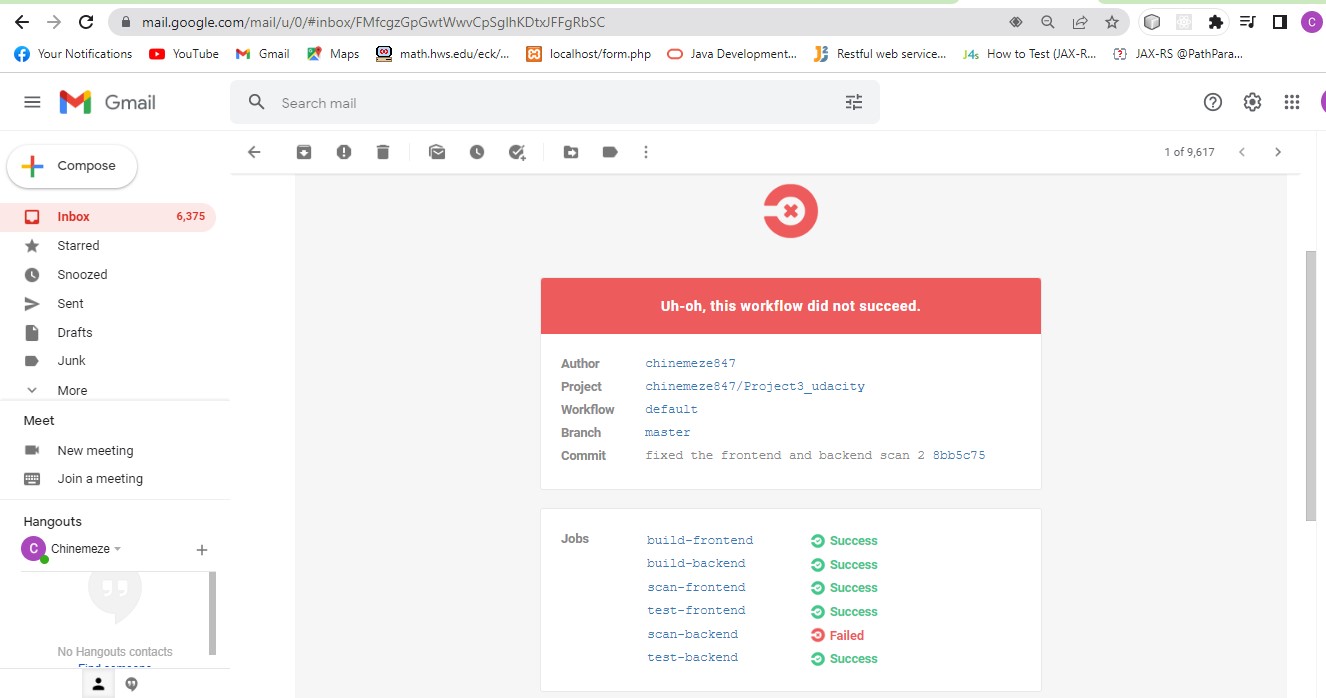 mail.google.com/mail/u/0/#inbox/FMfcgzGpGwtWwvCpSglhKDtxJFFgRbSC
C
Your Notifications YouTube Gmail Maps math.hws.edu/eck/... localhost/form.php Java Development... Restful web service... J4s How to Test (JAX-R... JAX-RS @PathPara...
Gmail
Search mail
Compose
1 of 9,617
Inbox 6,375
Starred
Snoozed
Sent
Drafts
Junk
More
Meet
New meeting
Join a meeting
Hangouts
C Chinemeze
No Hangouts contacts
Find someone
Uh-oh, this workflow did not succeed.
Author chinemeze847
Project chinemeze847/Project3_udacity
Workflow default
Branch master
Commit fixed the frontend and backend scan 2 8bb5c75
Jobs build-frontend Success
build-backend Success
scan-frontend Success
test-frontend Success
scan-backend Failed
test-backend Success